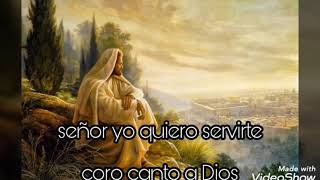 señor yo quiero servirte
coro canto a Dios
Made with
VideoShow